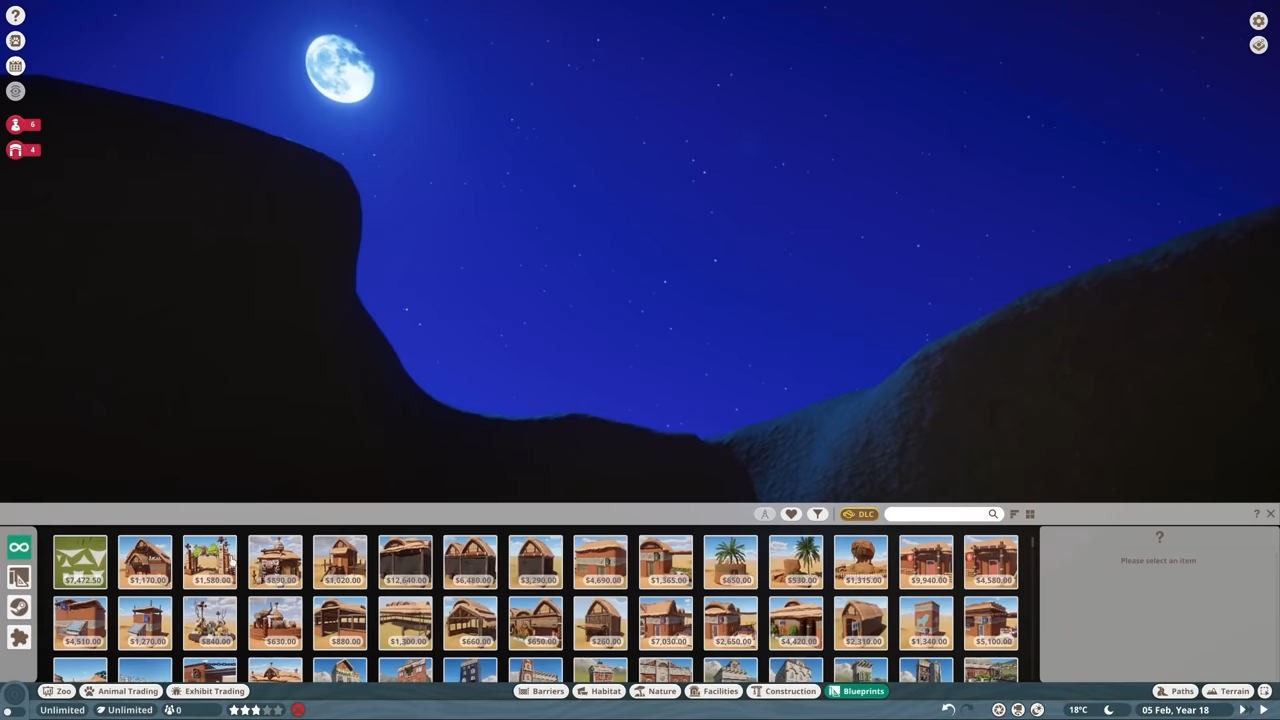 6
4
DLC
$7,472.50 $1,170.00 $1,580.00 $890.00 $1,020.00 $12,640.00 $6,480.00 $3,290.00 $4,690.00 $1,365.00 $650.00 $530.00 $1,315.00 $9,940.00 $4,580.00
Please select an item
$4,510.00 $1,270.00 $840.00 $630.00 $880.00 $1,300.00 $660.00 $650.00 $260.00 $7,030.00 $2,650.00 $4,420.00 $2,310.00 $1,340.00 $5,100.00
Zoo Animal Trading Exhibit Trading Barriers Habitat Nature Facilities Construction Blueprints Paths Terrain
Unlimited Unlimited 0 18°C 05 Feb, Year 18